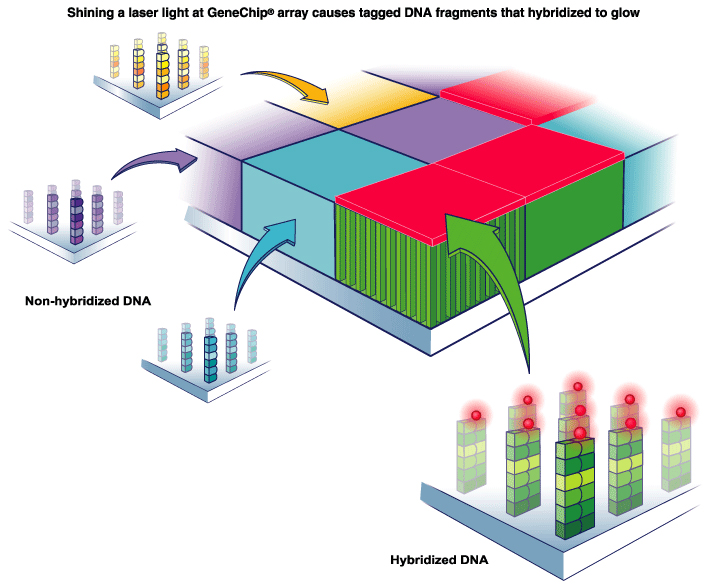 Shining a laser light at GeneChip® array causes tagged DNA fragments that hybridized to glow
Non-hybridized DNA
Hybridized DNA